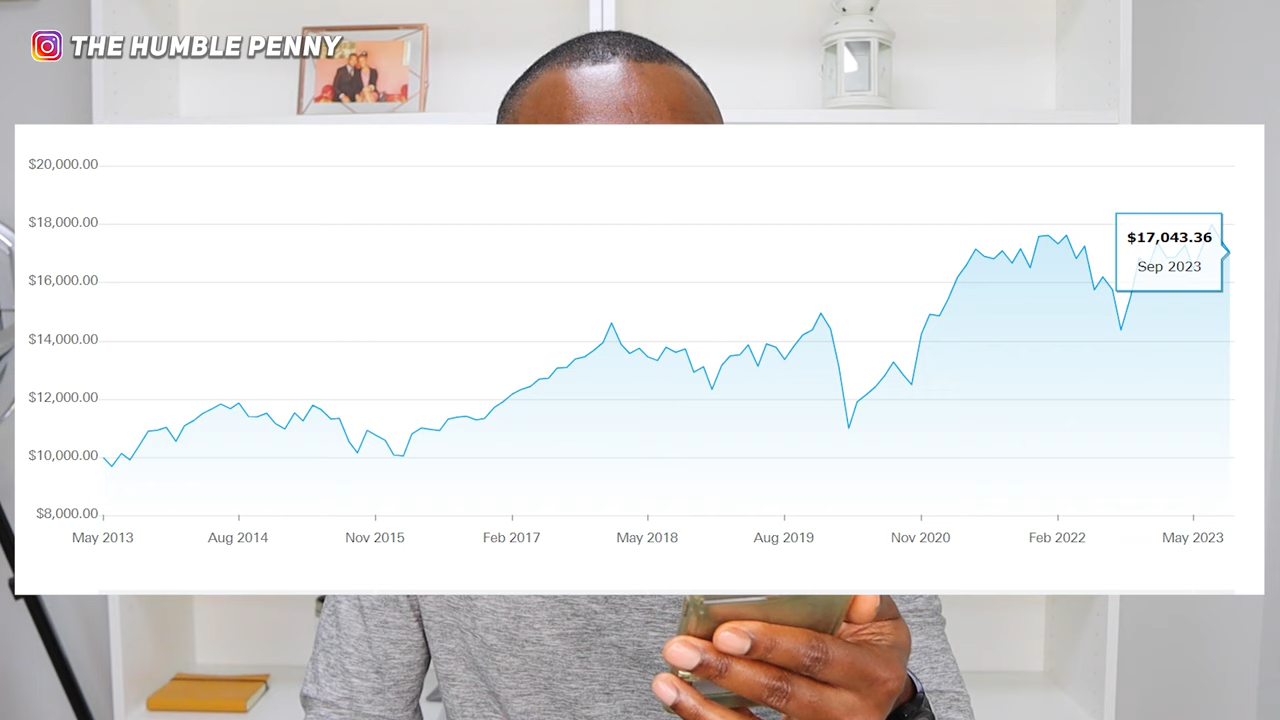 THE HUMBLE PENNY
$20,000.00
$18,000.00
$17,043.36
Sep 2023
$16,000.00
$14,000.00
$12,000.00
$10,000.00
$8,000.00
May 2013 Aug 2014 Nov 2015 Feb 2017 May 2018 Aug 2019 Nov 2020 Feb 2022 May 2023